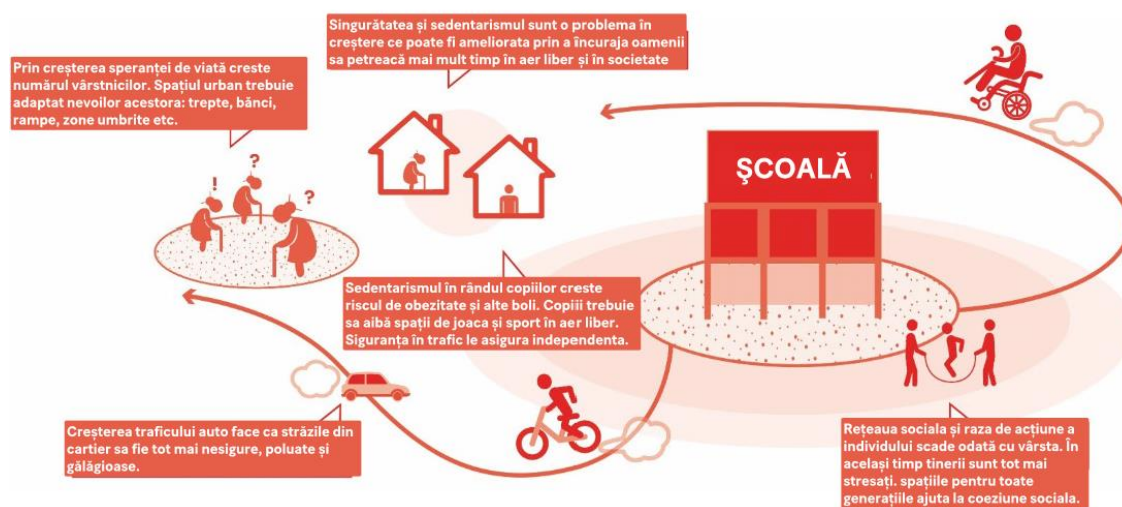 Singurătatea și sedentarismul sunt o problema în
creștere ce poate fi ameliorata prin a încuraja oamenii
sa petreacă mai mult timp în aer liber și în societate
Prin creșterea speranței de viată creste
numărul vârstnicilor. Spațiul urban trebuie
adaptat nevoilor acestora: trepte, bănci,
rampe, zone umbrite etc.
ŞCOALĂ
?
!
?
Sedentarismul în rândul copiilor creste
riscul de obezitate și alte boli. Copiii trebuie
sa aibă spații de joaca și sport în aer liber.
Siguranța în trafic le asigura independenta.
Creșterea traficului auto face ca străzile din
cartier sa fie tot mai nesigure, poluate și
gălăgioase.
Rețeaua sociala și raza de acțiune a
individului scade odată cu vârsta. În
același timp tinerii sunt tot mai
stresați. spațiile pentru toate
generațiile ajuta la coeziune sociala.